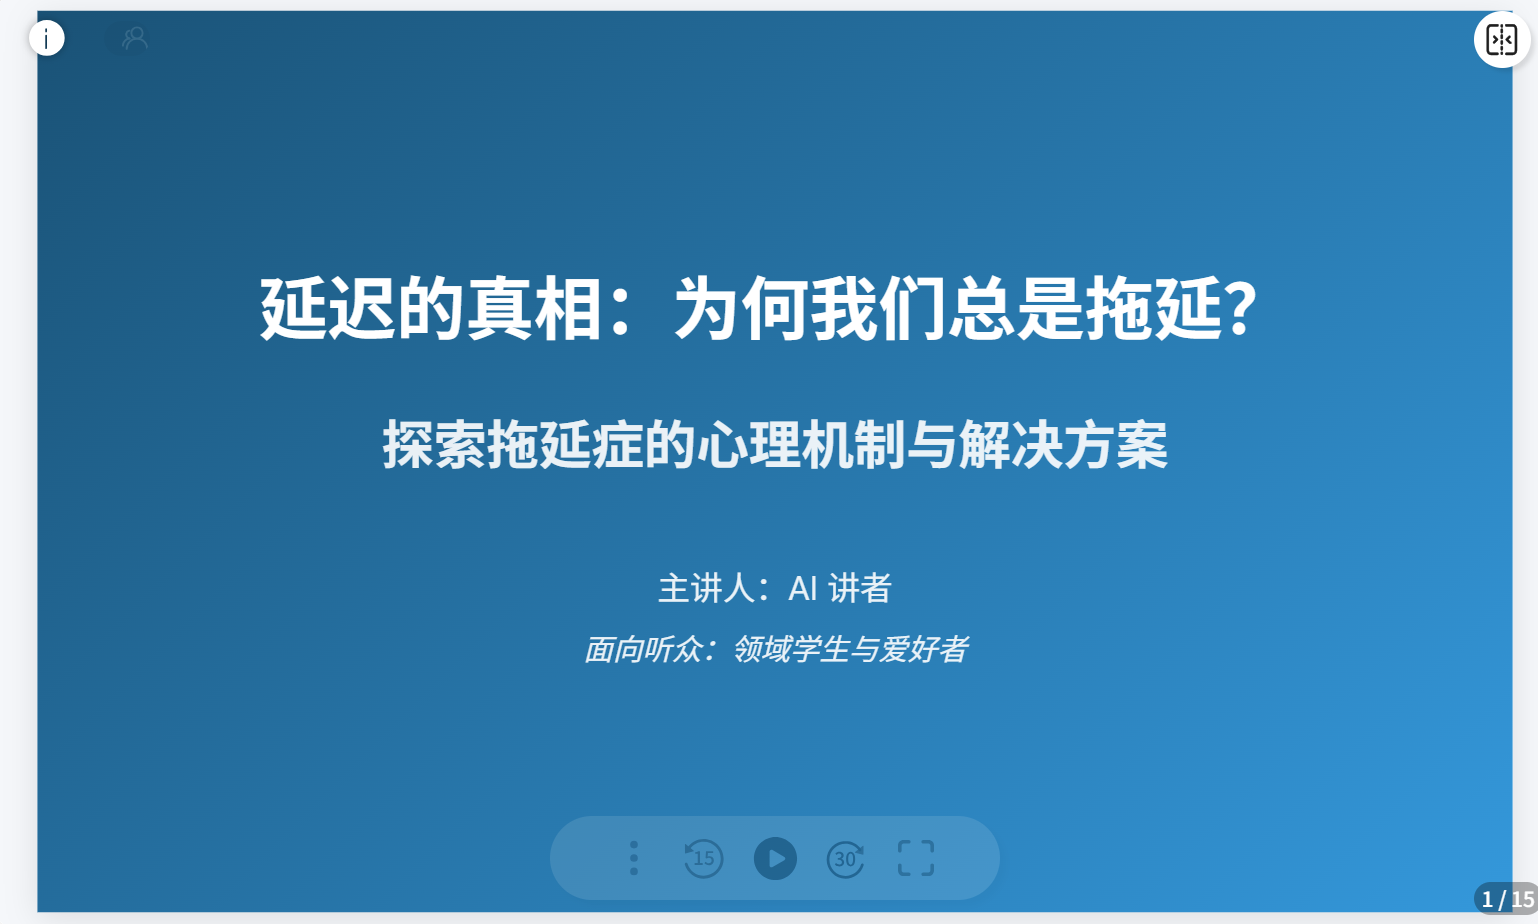 延迟的真相：为何我们总是拖延？
探索拖延症的心理机制与解决方案
主讲人：AI 讲者
面向听众：领域学生与爱好者
15
30
1 / 15